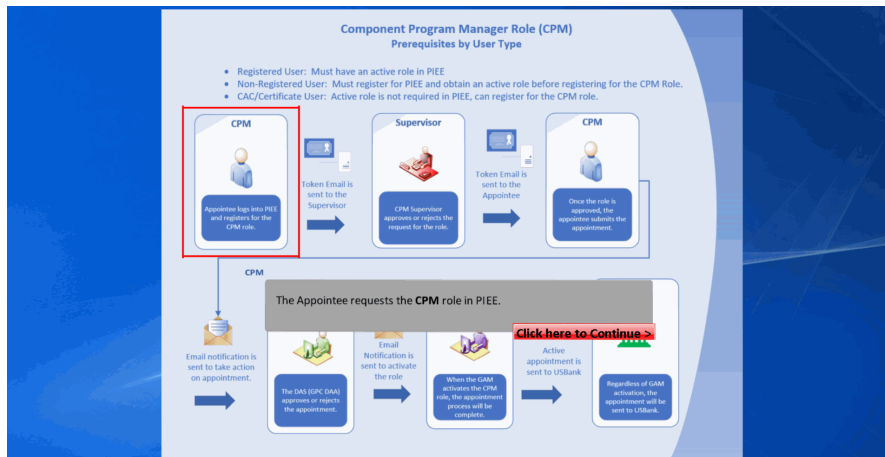 Component Program Manager Role (CPM)
Prerequisites by User Type
• Registered User: Must have an active role in PIEE
• Non-Registered User: Must register for PIEE and obtain an active role before registering for the CPM Role.
• CAC/Certificate User: Active role is not required in PIEE, can register for the CPM role.
CPM
Appointee logs into PIEE
and registers for the
CPM role.
Token Email is
sent to the
Supervisor
Supervisor
CPM Supervisor
approves or rejects the
request for the role.
Token Email is
sent to the
Appointee
CPM
Once the role is
approved, the
appointee submits the
appointment.
CPM
The Appointee requests the CPM role in PIEE.
Click here to Continue >
Email notification is
sent to take action
on appointment.
The DAS (GPC DAA)
approves or rejects
the appointment.
Email
Notification is
sent to activate
the role
When the GAM
activates the CPM
role, the appointment
process will be
complete.
Active
appointment is
sent to USBank
Regardless of GAM
activation, the
appointment will be
sent to USBank.